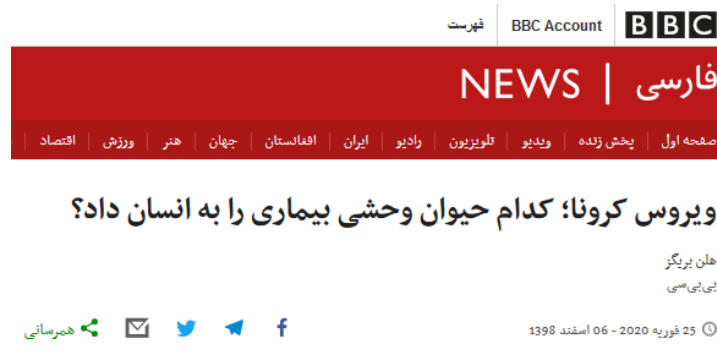 فهرست BBC Account BBC
NEWS | فارسی
صفحه اول پخش زنده ویدیو تلویزیون رادیو ایران افغانستان جهان هنر ورزش اقتصاد
ویروس کرونا؛ کدام حیوان وحشی بیماری را به انسان داد؟
هلن بریگز
بی‌بی‌سی
25 فوریه 2020 - 06 اسفند 1398
همرسانی